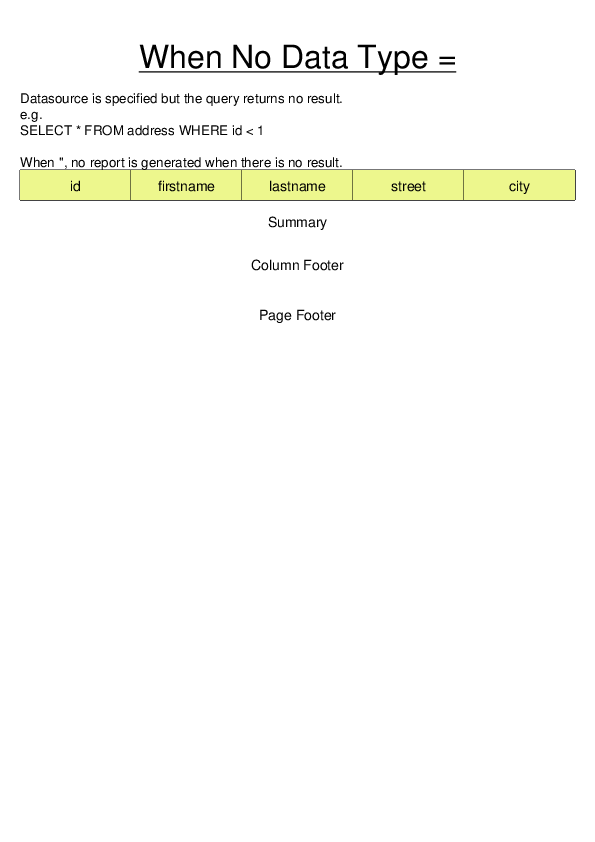 When No Data Type =
Datasource is specified but the query returns no result.
e.g.
SELECT * FROM address WHERE id < 1
When ", no report is generated when there is no result.
id firstname lastname street city
Summary
Column Footer
Page Footer